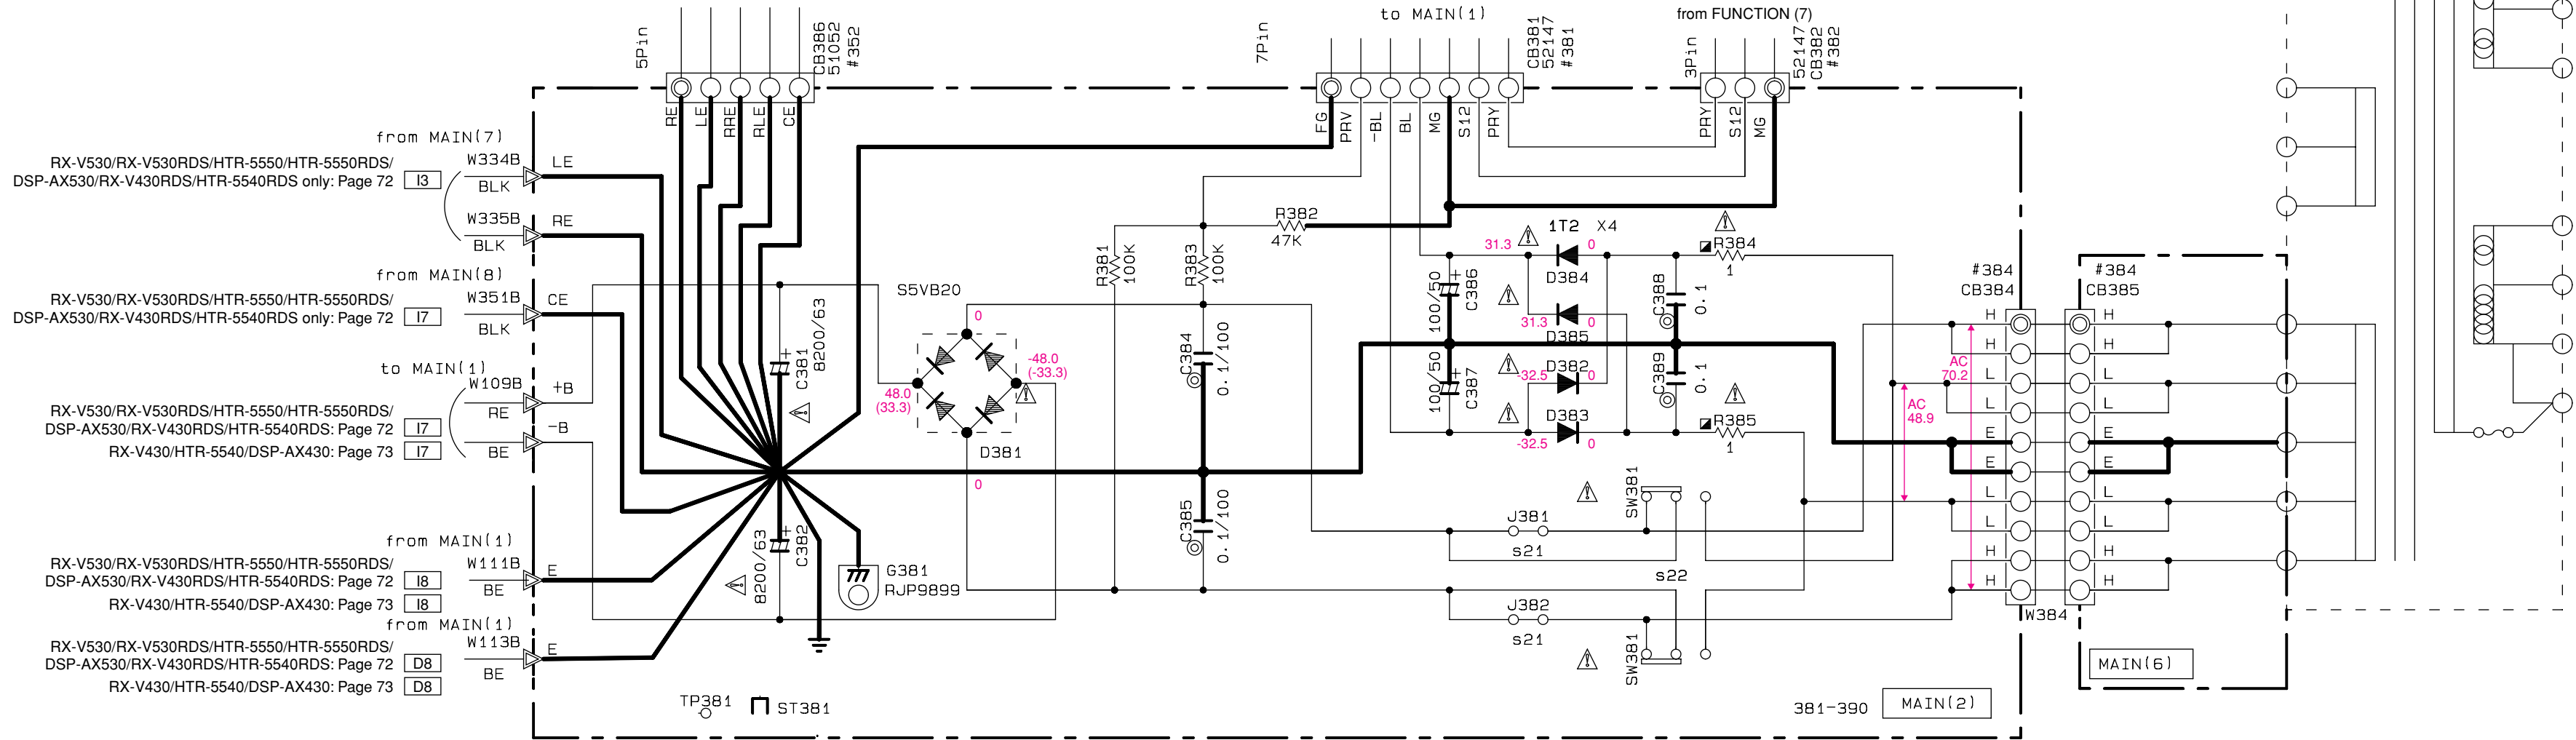 to MAIN(1)
from FUNCTION (7)
5Pin
CB386
51052
#352
7Pin
CB381
52147
#381
3Pin
52147
CB382
#382
RE
LE
RRE
RLE
CE
FG
PRV
-BL
BL
MG
S12
PRY
PRY
S12
MG
from MAIN(7)
RX-V530/RX-V530RDS/HTR-5550/HTR-5550RDS/
DSP-AX530/RX-V430RDS/HTR-5540RDS only: Page 72 I3
W334B
LE
BLK
W335B
RE
BLK
from MAIN(8)
RX-V530/RX-V530RDS/HTR-5550/HTR-5550RDS/
DSP-AX530/RX-V430RDS/HTR-5540RDS only: Page 72 I7
W351B
CE
BLK
to MAIN(1)
W109B
+B
RE
RX-V530/RX-V530RDS/HTR-5550/HTR-5550RDS/
DSP-AX530/RX-V430RDS/HTR-5540RDS: Page 72 I7
RX-V430/HTR-5540/DSP-AX430: Page 73 I7
-B
BE
from MAIN(1)
RX-V530/RX-V530RDS/HTR-5550/HTR-5550RDS/
DSP-AX530/RX-V430RDS/HTR-5540RDS: Page 72 I8
RX-V430/HTR-5540/DSP-AX430: Page 73 I8
W111B
E
BE
from MAIN(1)
RX-V530/RX-V530RDS/HTR-5550/HTR-5550RDS/
DSP-AX530/RX-V430RDS/HTR-5540RDS: Page 72 D8
RX-V430/HTR-5540/DSP-AX430: Page 73 D8
W113B
E
BE
+
C381
8200/63
+
C382
8200/63
G381
RJP9899
S5VB20
0
48.0
(33.3)
-48.0
(-33.3)
D381
0
R381
100K
R383
100K
R382
47K
C384
0.1/100
C385
0.1/100
1T2 X4
31.3
0
D384
31.3
0
D385
-32.5
D382
0
D383
-32.5
0
100/50
+
C386
100/50
+
C387
C388
0.1
C389
0.1
R384
1
R385
1
SW381
J381
s21
s22
J382
s21
SW381
AC
70.2
AC
48.9
#384
CB384
H
H
L
L
E
E
L
L
H
H
W384
#384
CB385
H
H
L
L
E
E
L
L
H
H
MAIN(6)
TP381
ST381
381-390
MAIN(2)